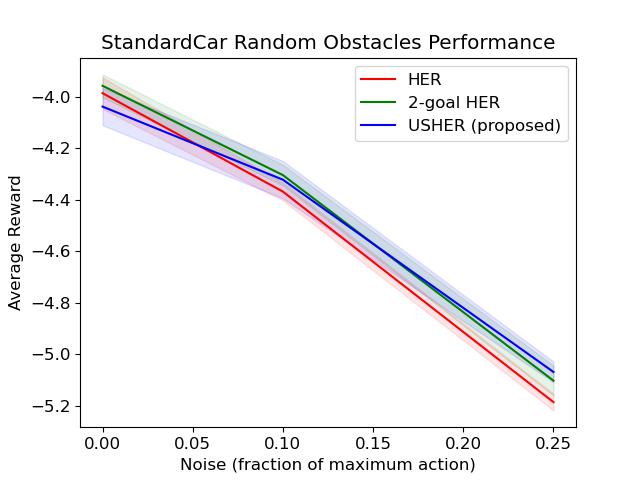 StandardCar Random Obstacles Performance
HER
2-goal HER
USHER (proposed)
−4.0
−4.2
−4.4
−4.6
−4.8
−5.0
−5.2
Average Reward
0.00 0.05 0.10 0.15 0.20 0.25
Noise (fraction of maximum action)